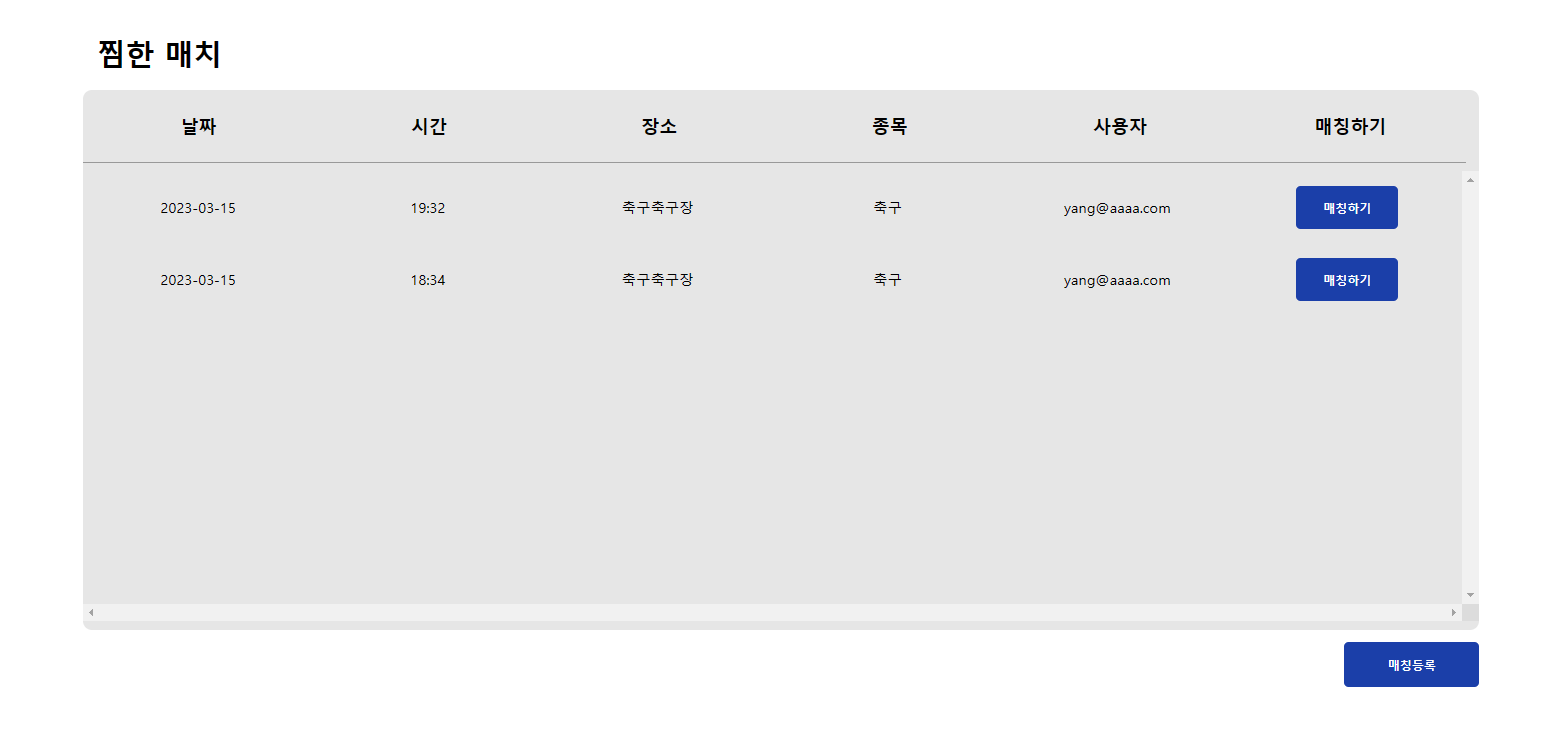 찜한 매치
날짜 시간 장소 종목 사용자 매칭하기
2023-03-15 19:32 축구축구장 축구 yang@aaaa.com 매칭하기
2023-03-15 18:34 축구축구장 축구 yang@aaaa.com 매칭하기
매칭등록